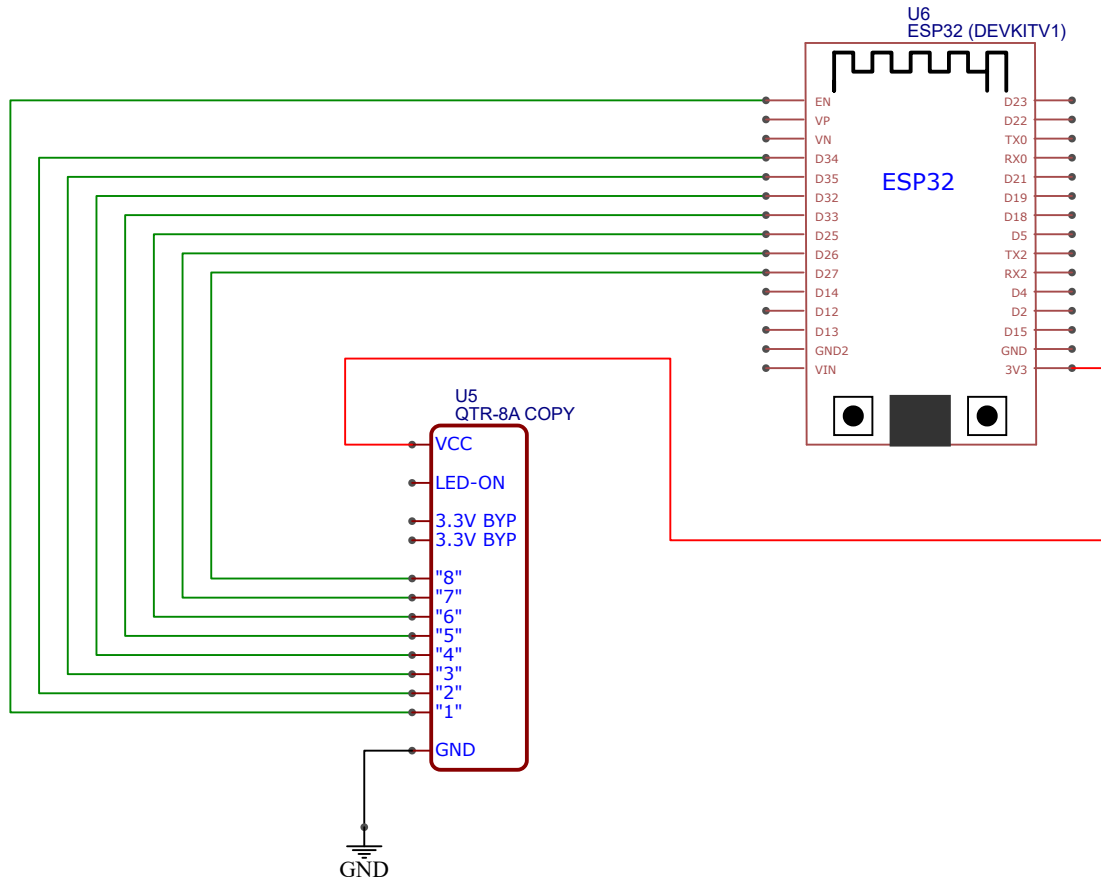 U6
ESP32 (DEVKITV1)
EN
VP
VN
D34
D35
D32
D33
D25
D26
D27
D14
D12
D13
GND2
VIN
ESP32
D23
D22
TX0
RX0
D21
D19
D18
D5
TX2
RX2
D4
D2
D15
GND
3V3
U5
QTR-8A COPY
VCC
LED-ON
3.3V BYP
3.3V BYP
"8"
"7"
"6"
"5"
"4"
"3"
"2"
"1"
GND
GND